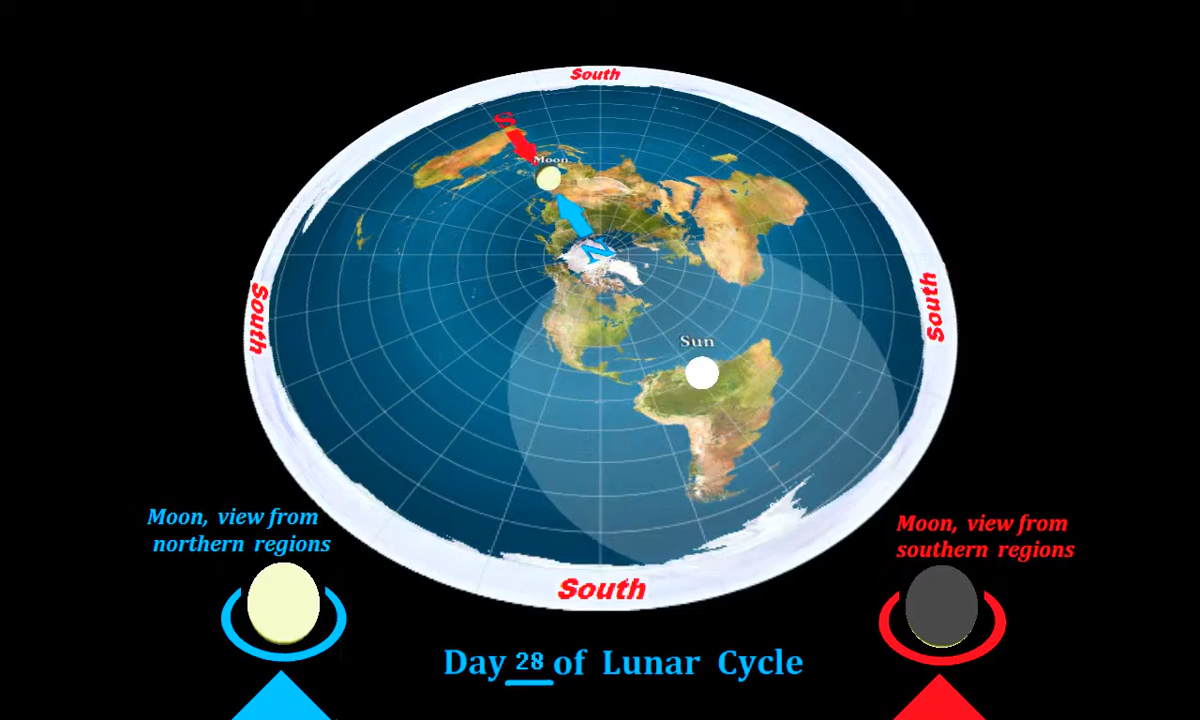 South
S
Moon
N
South
South
Sun
Moon, view from
northern regions
Moon, view from
southern regions
South
Day 28 of Lunar Cycle